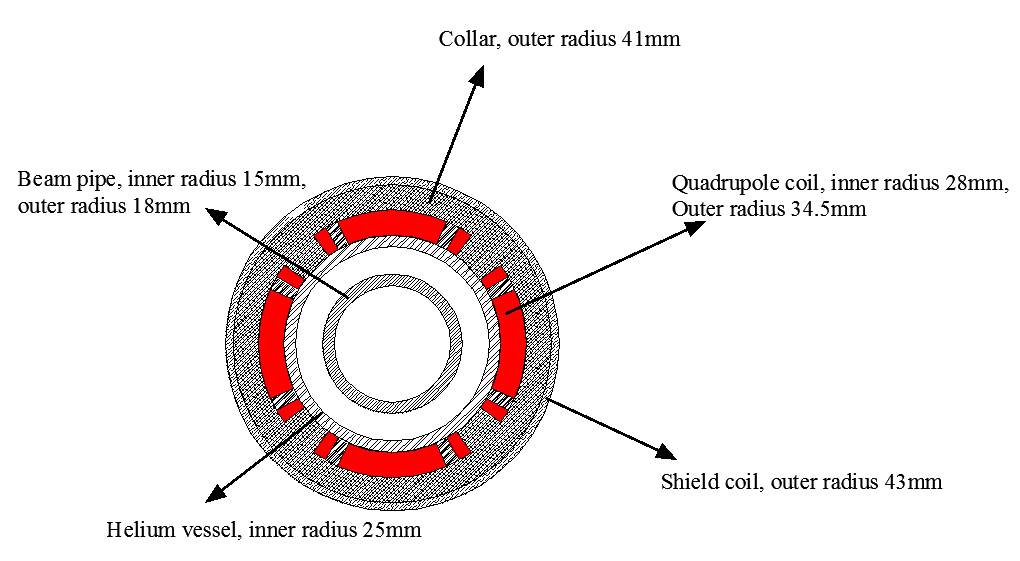 Collar, outer radius 41mm
Beam pipe, inner radius 15mm,
outer radius 18mm
Quadrupole coil, inner radius 28mm,
Outer radius 34.5mm
Shield coil, outer radius 43mm
Helium vessel, inner radius 25mm